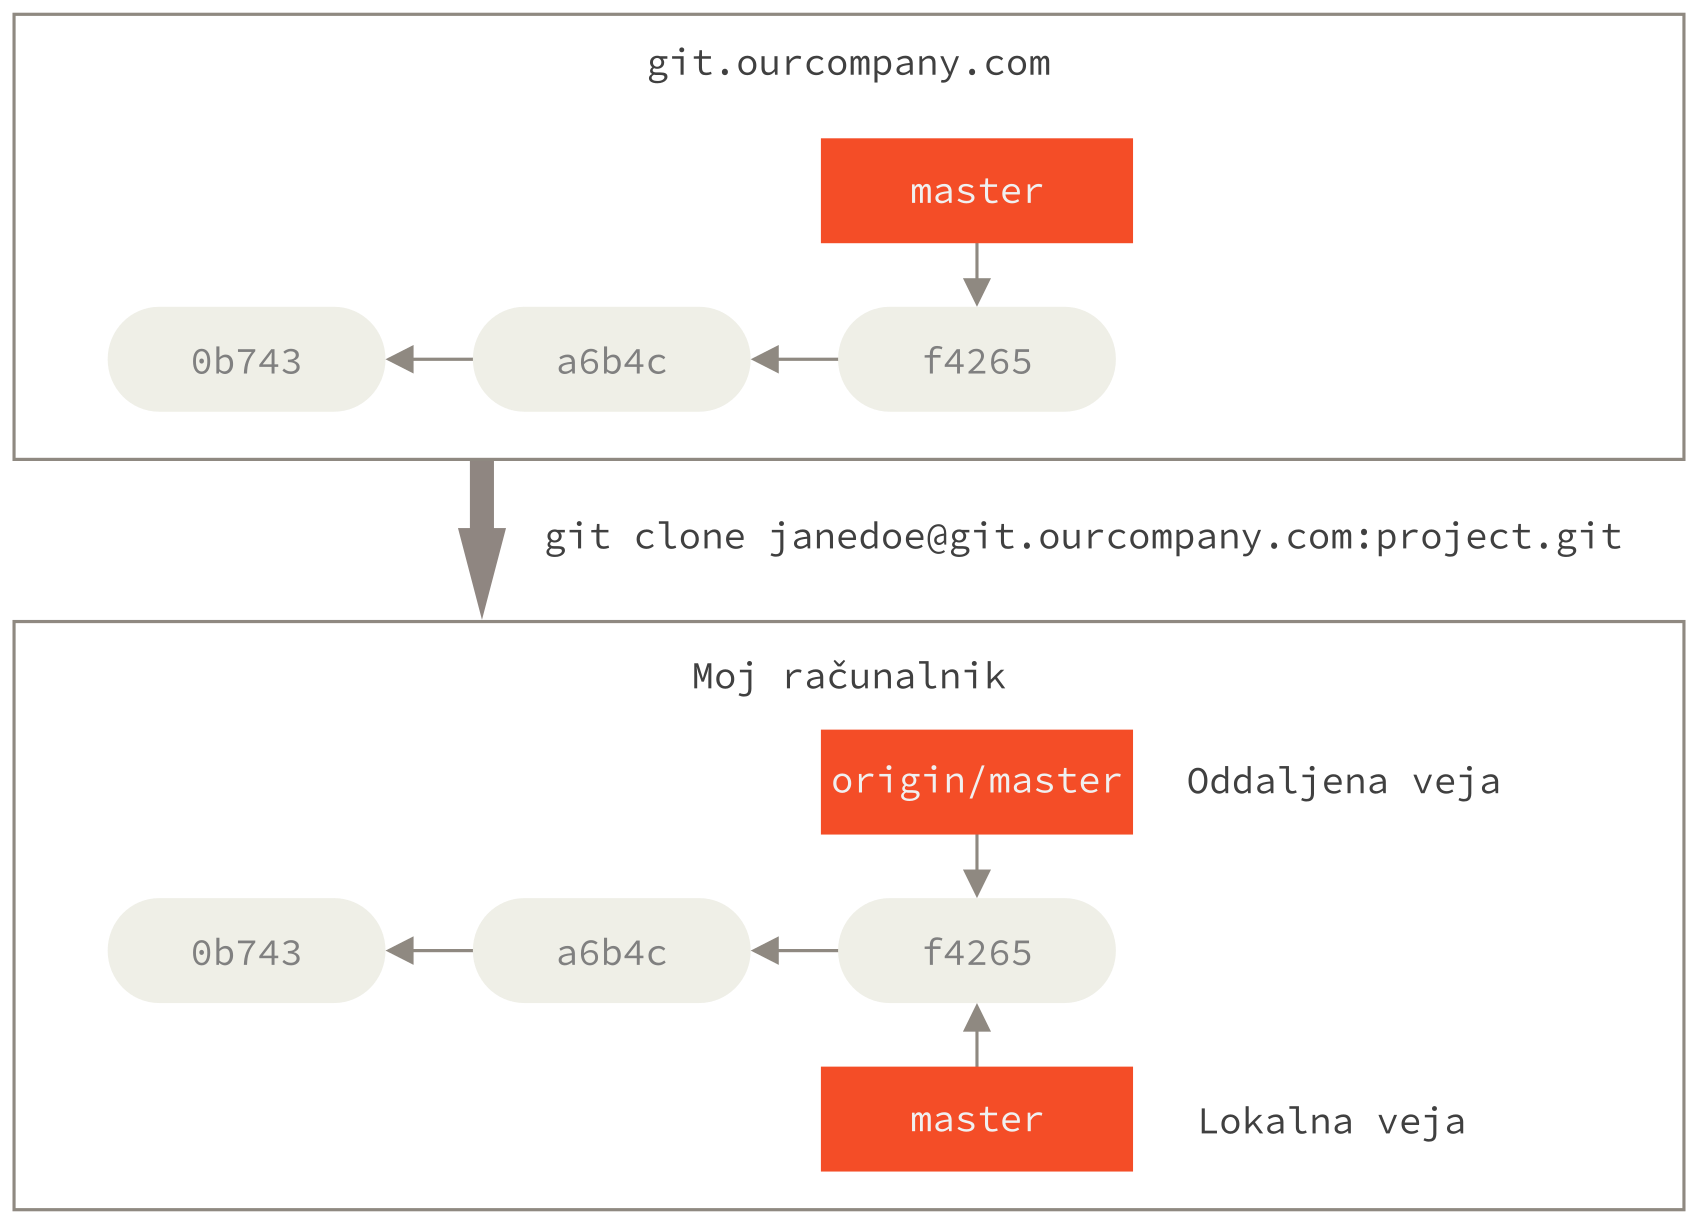 git.ourcompany.com
master
0b743
a6b4c
f4265
git clone janedoe@git.ourcompany.com:project.git
Moj računalnik
origin/master
Oddaljena veja
0b743
a6b4c
f4265
master
Lokalna veja